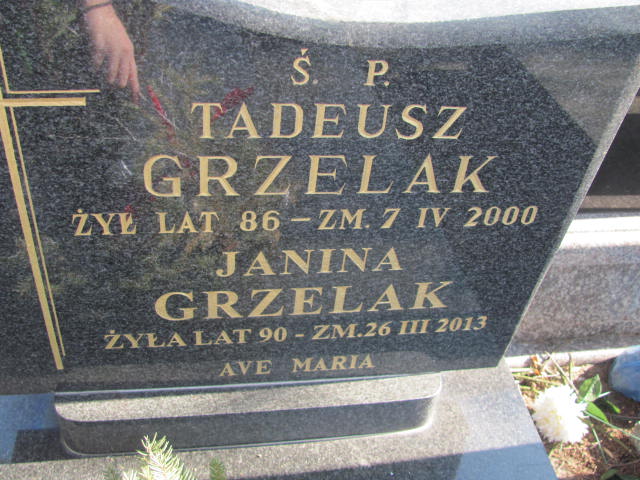 Ś. P.
TADEUSZ
GRZELAK
ŻYŁ LAT 86 – ZM. 7 IV 2000
JANINA
GRZELAK
ŻYŁA LAT 90 - ZM. 26 III 2013
AVE MARIA